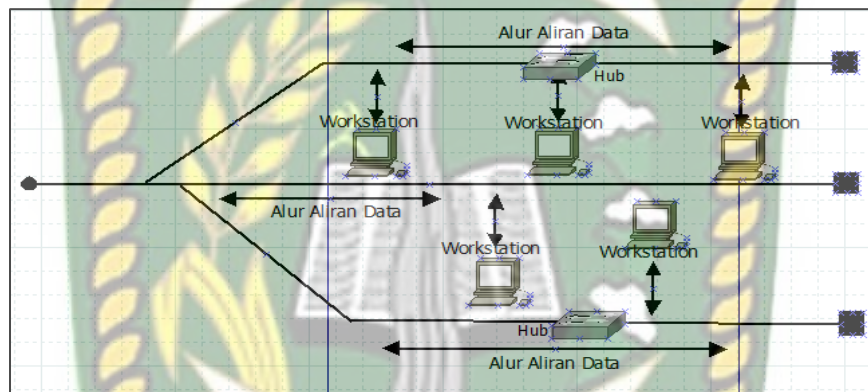 Alur Aliran Data
Hub
Workstation
Workstation
Workstation
Alur Aliran Data
Workstation
Workstation
Hub
Alur Aliran Data